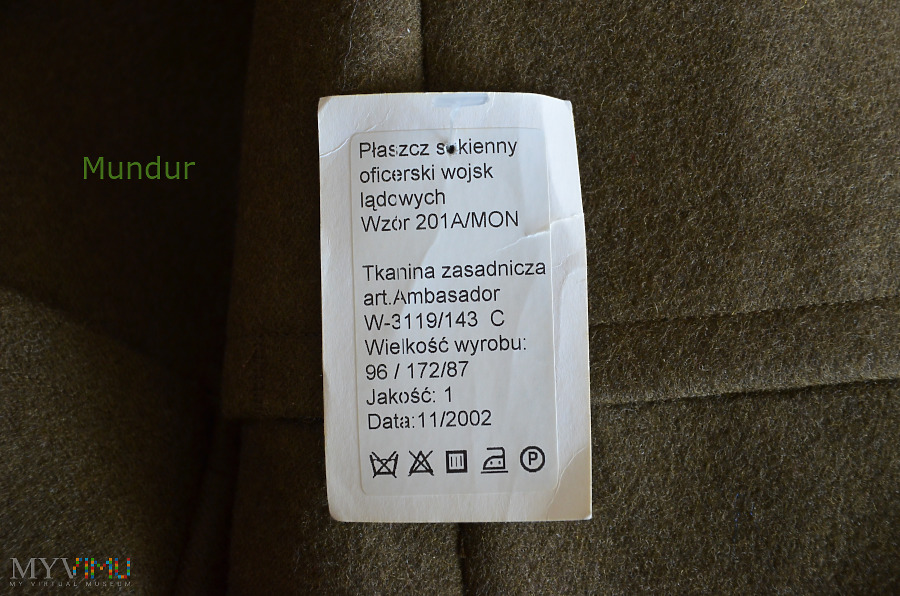 Mundur
Płaszcz sukienny
oficerski wojsk
lądowych
Wzór 201A/MON
Tkanina zasadnicza
art.Ambasador
W-3119/143 C
Wielkość wyrobu:
96 / 172/87
Jakość: 1
Data:11/2002
P
MYVIMU
MY VIRTUAL MUSEUM